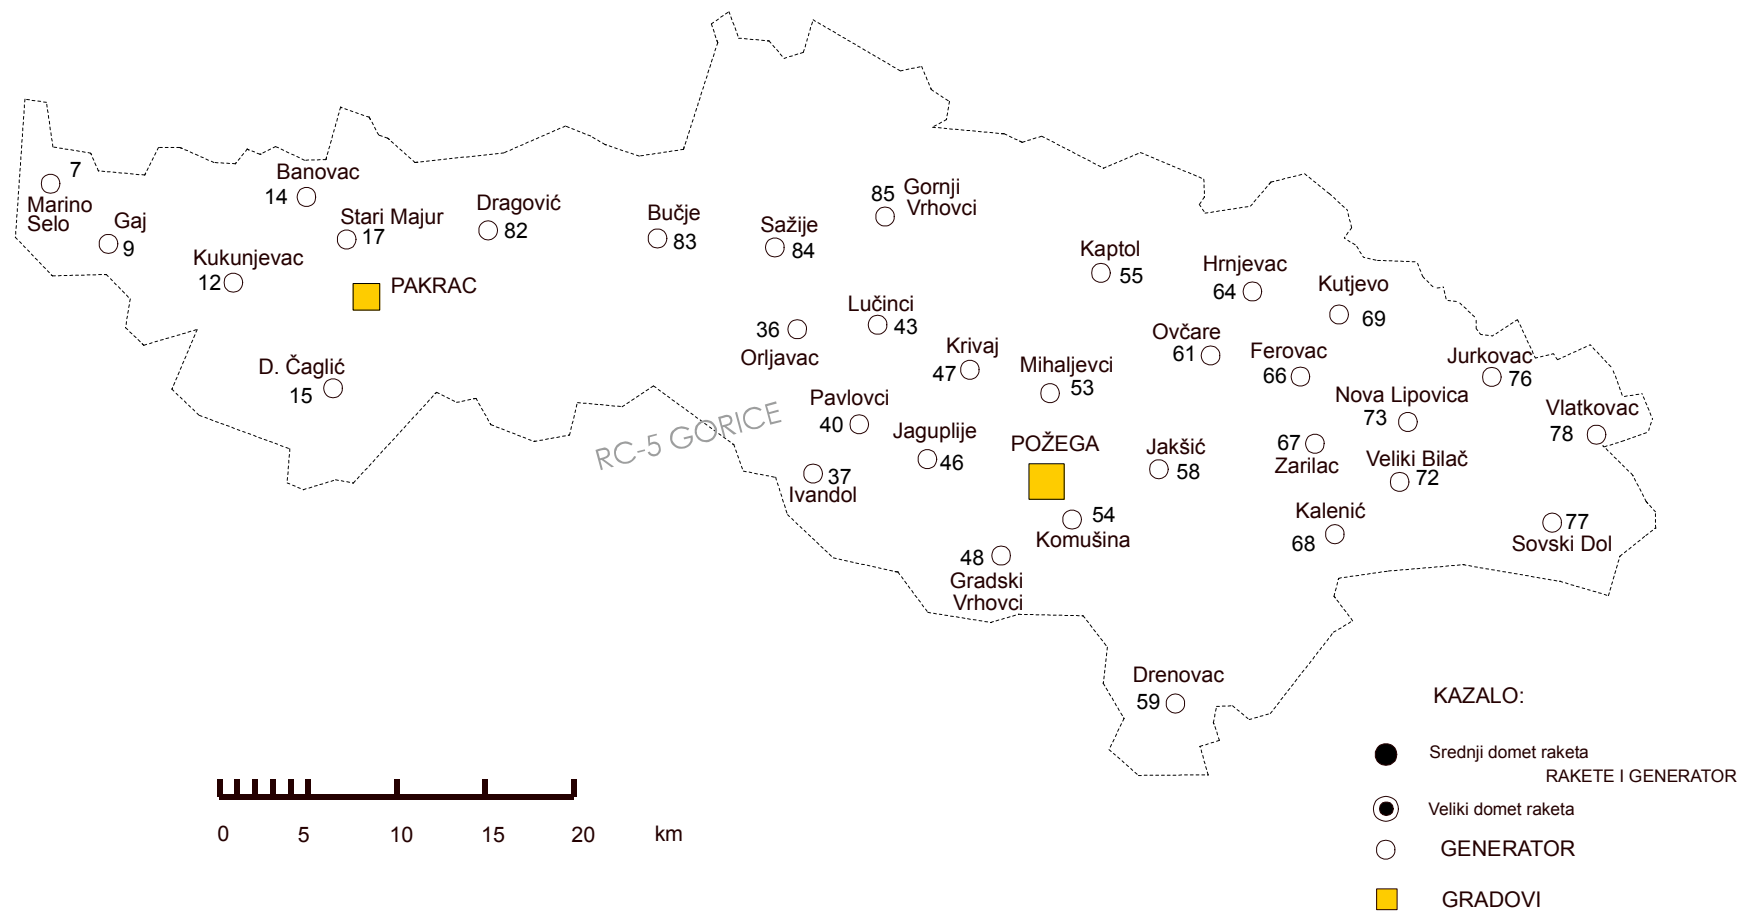 7
Marino
Selo
Gaj
9
Banovac
14
Stari Majur
17
Kukunjevac
12
PAKRAC
D. Čaglić
15
Dragović
82
Bučje
83
Sažije
84
85
Gornji
Vrhovci
36
Orljavac
Lučinci
43
Krivaj
47
Pavlovci
40
Jaguplije
46
37
Ivandol
RC-5 GORICE
Mihaljevci
53
POŽEGA
54
Komušina
48
Gradski
Vrhovci
Kaptol
55
Jakšić
58
Drenovac
59
Ovčare
61
Hrnjevac
64
Ferovac
66
67
Zarilac
Kalenić
68
Kutjevo
69
Nova Lipovica
73
Veliki Bilač
72
Jurkovac
76
Vlatkovac
78
77
Sovski Dol
0 5 10 15 20 km
KAZALO:
Srednji domet raketa
RAKETE I GENERATOR
Veliki domet raketa
GENERATOR
GRADOVI